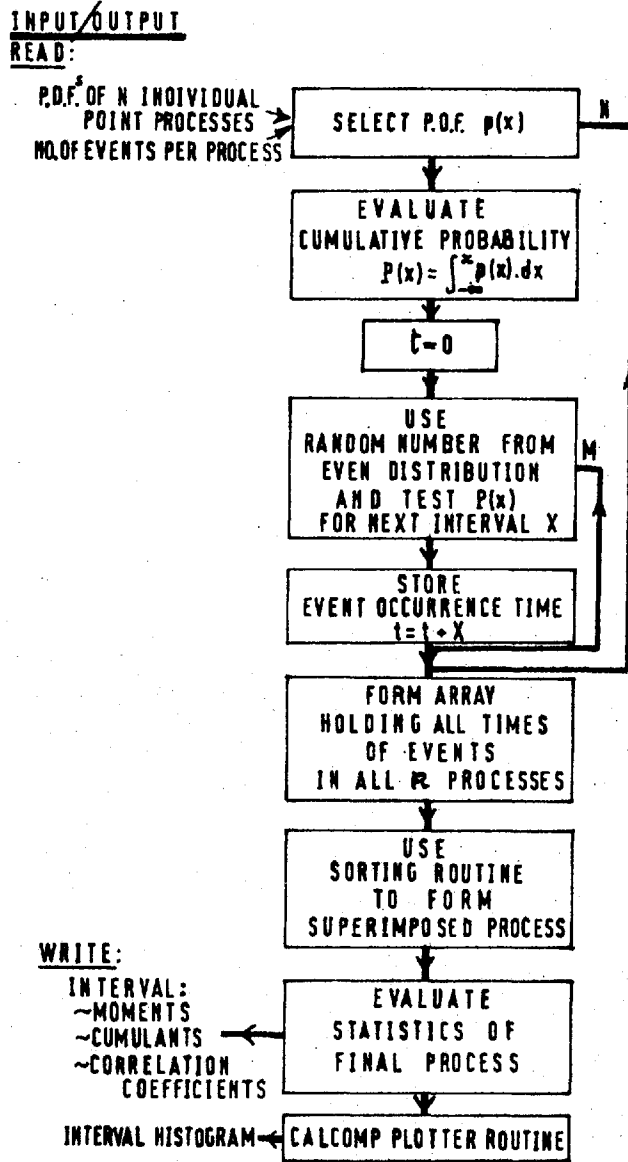 INPUT/OUTPUT
READ:
P.D.F.s OF N INDIVIDUAL
POINT PROCESSES
NO. OF EVENTS PER PROCESS
SELECT P.D.F. p(x)
N
EVALUATE
CUMULATIVE PROBABILITY
P(x) = ∫_{-∞}^{x} p(x).dx
t=0
USE
RANDOM NUMBER FROM
EVEN DISTRIBUTION
AND TEST P(x)
FOR NEXT INTERVAL X
M
STORE
EVENT OCCURRENCE TIME
t = t + X
FORM ARRAY
HOLDING ALL TIMES
OF EVENTS
IN ALL R PROCESSES
USE
SORTING ROUTINE
TO FORM
SUPERIMPOSED PROCESS
WRITE:
INTERVAL:
~MOMENTS
~CUMULANTS
~CORRELATION
COEFFICIENTS
EVALUATE
STATISTICS OF
FINAL PROCESS
INTERVAL HISTOGRAM
CALCOMP PLOTTER ROUTINE